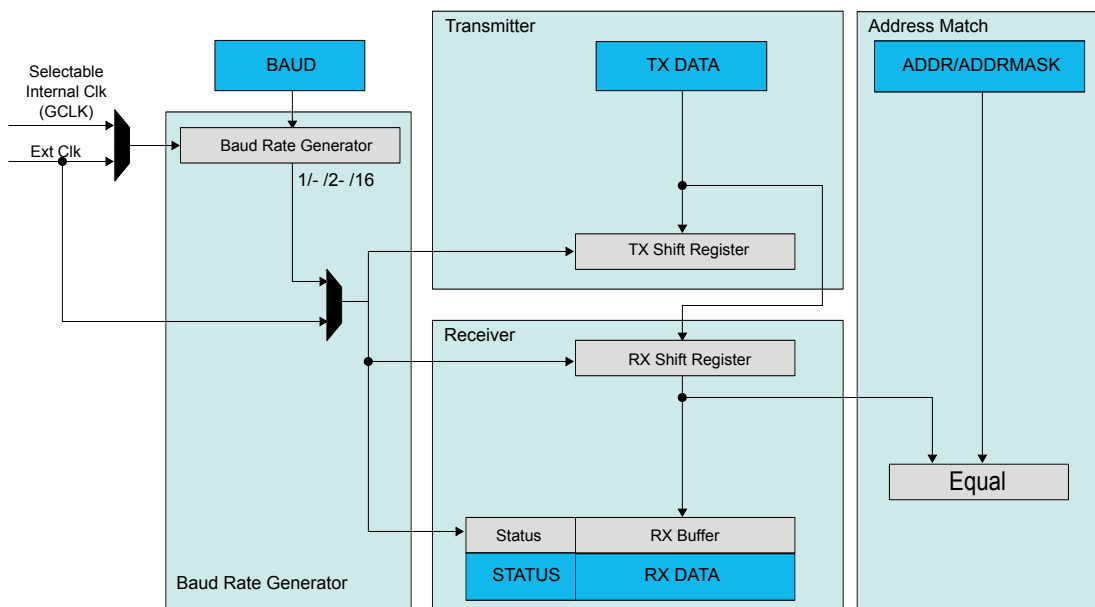 Transmitter
Address Match
BAUD
TX DATA
ADDR/ADDRMASK
Selectable
Internal Clk
(GCLK)
Ext Clk
Baud Rate Generator
1/- /2- /16
TX Shift Register
Receiver
RX Shift Register
Equal
Status
RX Buffer
STATUS
RX DATA
Baud Rate Generator